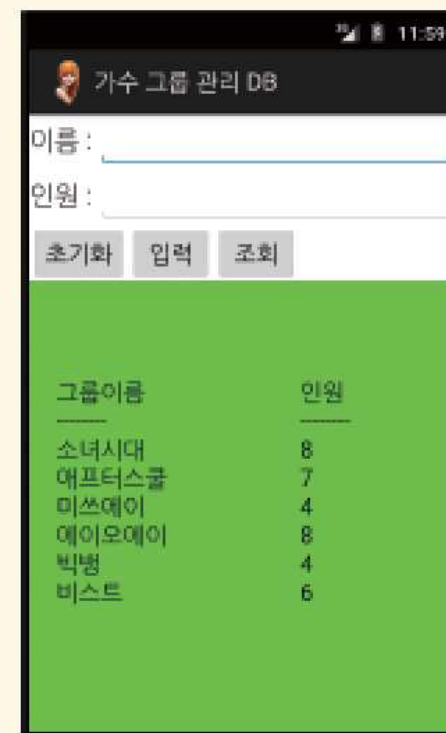 11:59
가수 그룹 관리 DB
이름 :
인원 :
초기화 입력 조회
그룹이름 인원
소녀시대 8
애프터스쿨 7
미쓰에이 4
에이오에이 8
빅뱅 4
비스트 6